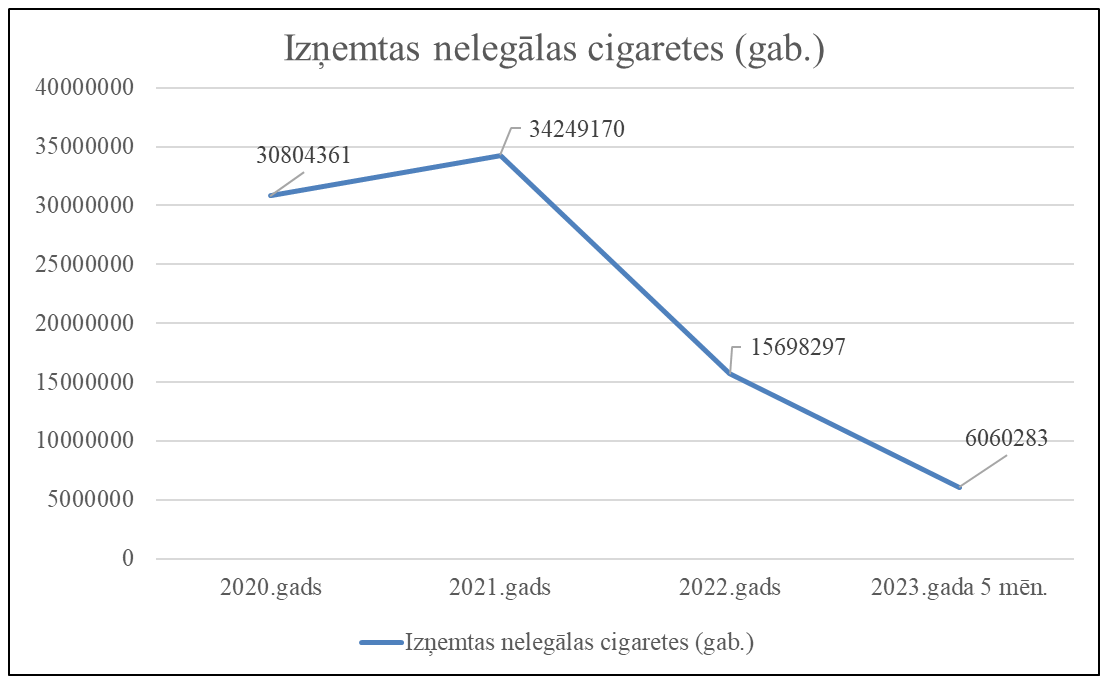 Izņemtas nelegālas cigaretes (gab.)
40000000
35000000
30000000
25000000
20000000
15000000
10000000
5000000
0
30804361
34249170
15698297
6060283
2020.gads
2021.gads
2022.gads
2023.gada 5 mēn.
Izņemtas nelegālas cigaretes (gab.)